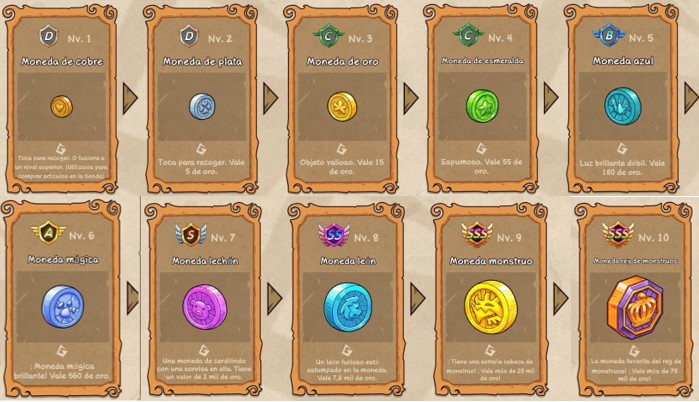 D Nv. 1
Moneda de cobre
Toca para recoger. O fusiona a
un nivel superior. (Utilízalas para
comprar artículos en la tienda).
D Nv. 2
Moneda de plata
Toca para recoger. Vale
5 de oro.
C Nv. 3
Moneda de oro
Objeto valioso. Vale 15
de oro.
C Nv. 4
Moneda de esmeralda
Espumoso. Vale 55 de
oro.
B Nv. 5
Moneda azul
Luz brillante débil. Vale
180 de oro.
A Nv. 6
Moneda mágica
¡Moneda mágica
brillante! Vale 560 de oro.
S Nv. 7
Moneda lechón
Una moneda de cerdilindo
con una sonrisa en ella. Tiene
un valor de 2 mil de oro.
SS Nv. 8
Moneda león
Un león furioso está
estampado en la moneda.
Vale 7,6 mil de oro.
SSS Nv. 9
Moneda monstruo
¡Tiene una extraña cabeza de
monstruo! ¡Vale más de 25 mil
de oro!
SSS Nv. 10
Moneda rey de monstruos
La moneda favorita del rey de
monstruos! ¡Vale más de 78
mil de oro!